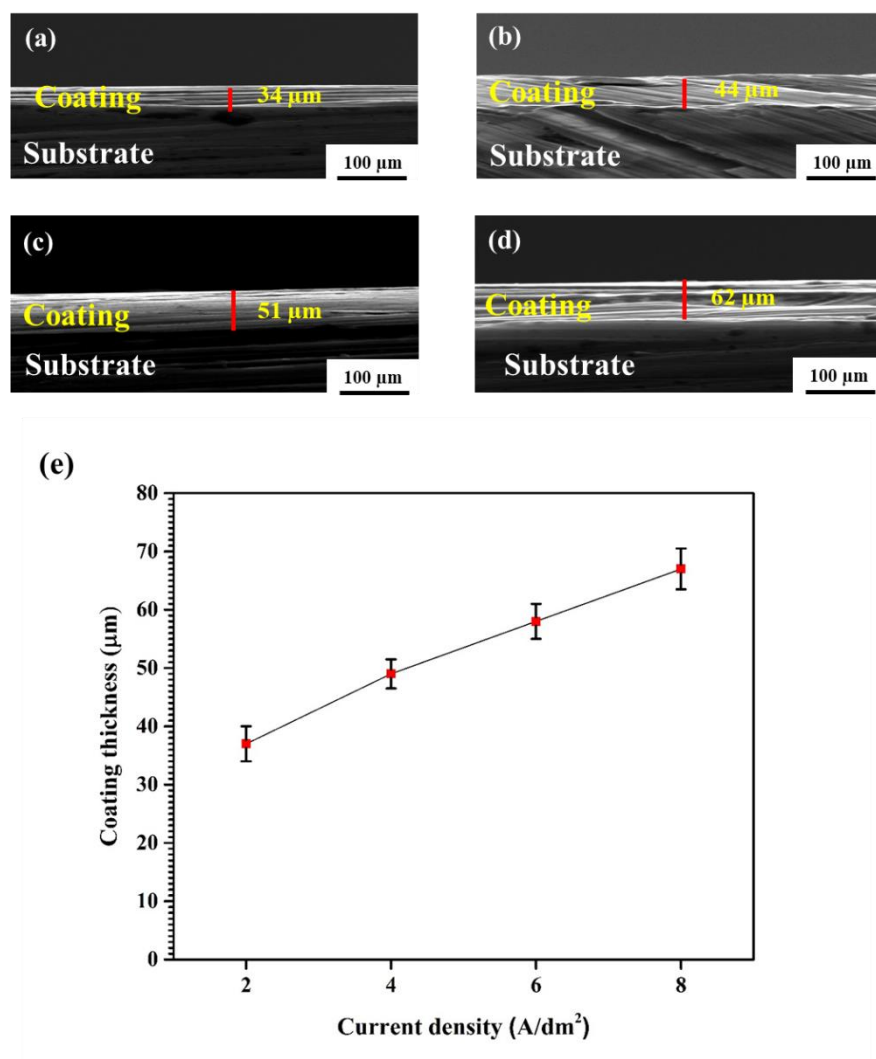 (a)
Coating 34 µm
Substrate
100 µm
(b)
Coating 44 µm
Substrate
100 µm
(c)
Coating 51 µm
Substrate
100 µm
(d)
Coating 62 µm
Substrate
100 µm
(e)
80
70
60
50
40
30
20
10
0
Coating thickness (µm)
2 4 6 8
Current density (A/dm²)